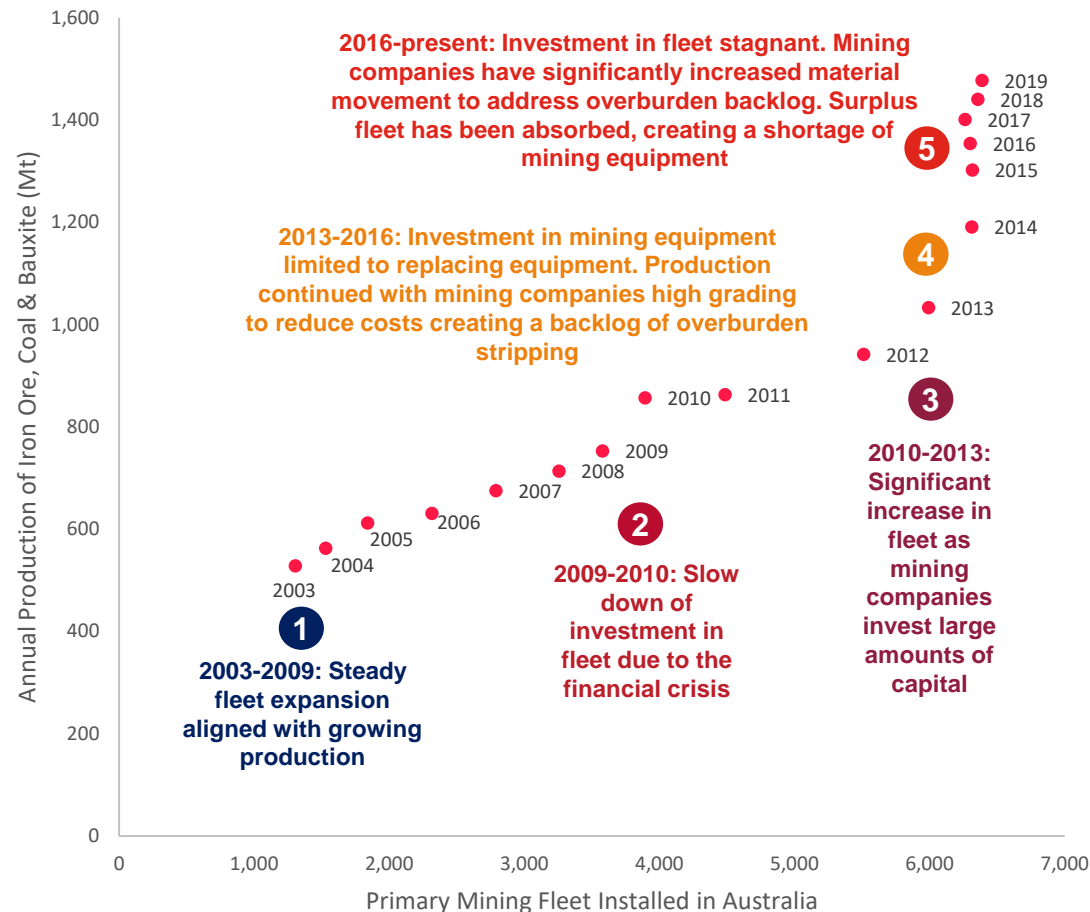 1,600
1,400
1,200
1,000
800
600
400
200
0
Annual Production of Iron Ore, Coal & Bauxite (Mt)
2016-present: Investment in fleet stagnant. Mining
companies have significantly increased material
movement to address overburden backlog. Surplus
fleet has been absorbed, creating a shortage of
mining equipment
5
2019
2018
2017
2016
2015
2014
2013-2016: Investment in mining equipment
limited to replacing equipment. Production
continued with mining companies high grading
to reduce costs creating a backlog of overburden
stripping
4
2013
2012
2011
2010
2009
2008
2007
2006
2005
2004
2003
3
2010-2013:
Significant
increase in
fleet as
mining
companies
invest large
amounts of
capital
2
2009-2010: Slow
down of
investment in
fleet due to the
financial crisis
1
2003-2009: Steady
fleet expansion
aligned with growing
production
0
1,000
2,000
3,000
4,000
5,000
6,000
7,000
Primary Mining Fleet Installed in Australia